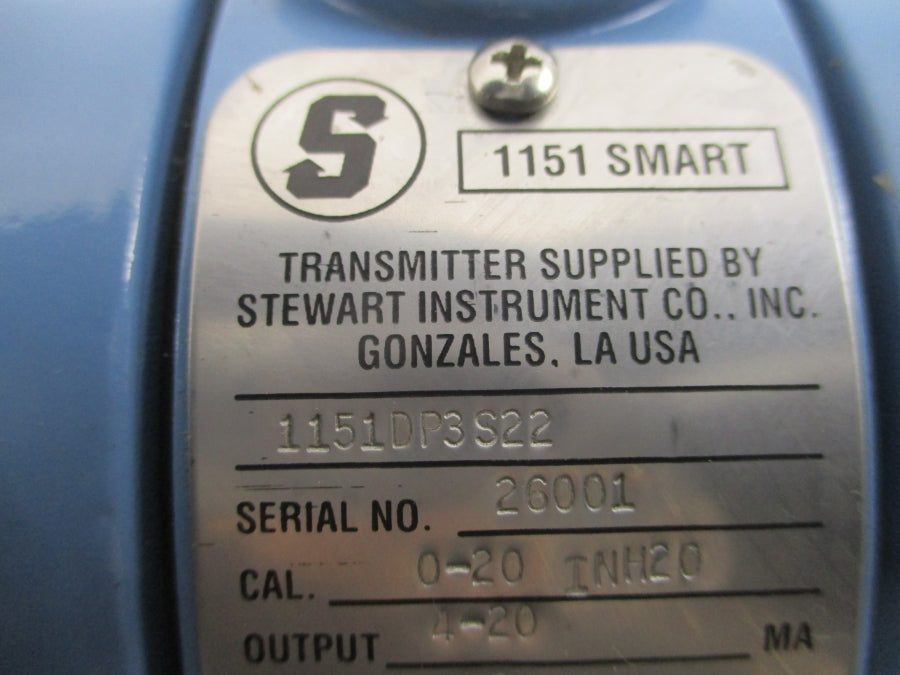 S
1151 SMART
TRANSMITTER SUPPLIED BY
STEWART INSTRUMENT CO., INC.
GONZALES, LA USA
1151DP3S22
SERIAL NO. 26001
CAL. 0-20 INH20
OUTPUT 4-20 MA